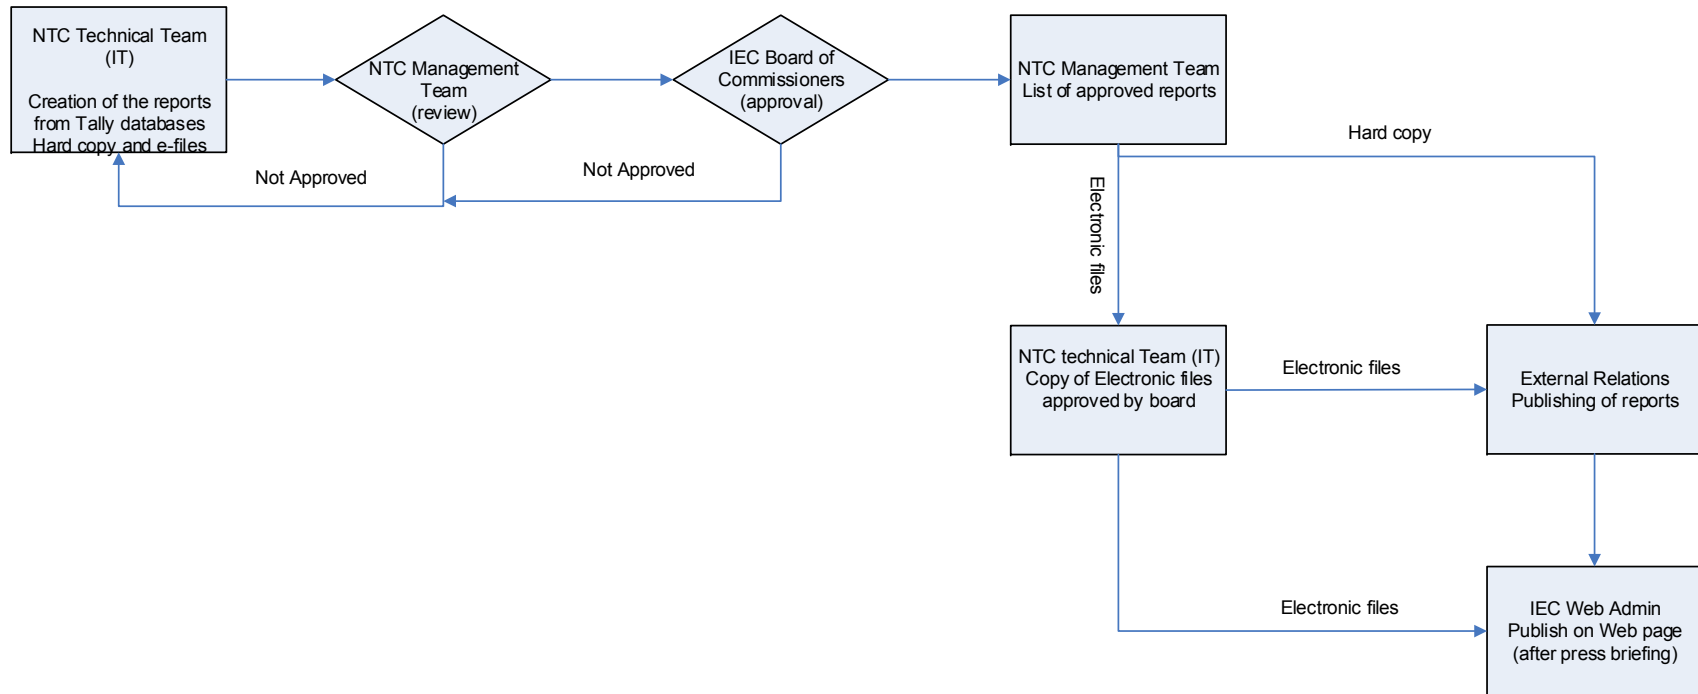 NTC Technical Team
(IT)
Creation of the reports
from Tally databases
Hard copy and e-files
NTC Management
Team
(review)
IEC Board of
Commissioners
(approval)
NTC Management Team
List of approved reports
Not Approved
Not Approved
Hard copy
Electronic files
NTC technical Team (IT)
Copy of Electronic files
approved by board
Electronic files
External Relations
Publishing of reports
Electronic files
IEC Web Admin
Publish on Web page
(after press briefing)